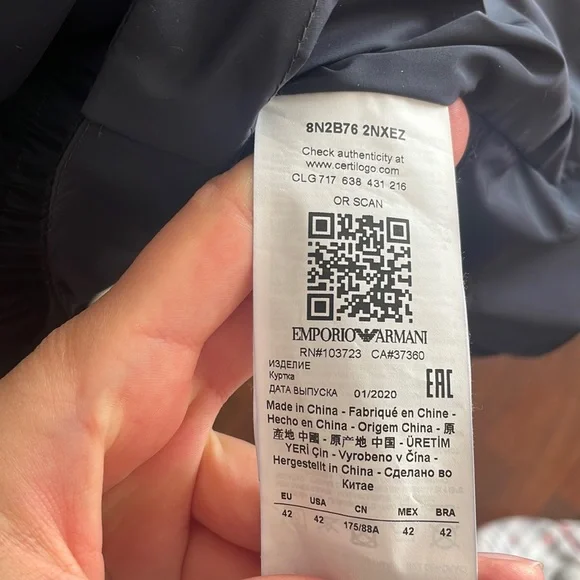 8N2B76 2NXEZ
Check authenticity at
www.certilogo.com
CLG 717 638 431 216
OR SCAN
EMPORIO ARMANI
RN#103723 CA#37360
ИЗДЕЛИЕ
Куртка
ДАТА ВЫПУСКА 01/2020
EAC
Made in China - Fabriqué en Chine -
Hecho en China - Origem China - 原
產地 中國 - 原产地 中国 - ÜRETİM
YERİ Çin - Vyrobeno v Čína -
Hergestellt in China - Сделано во
Китае
EU USA CN MEX BRA
42 42 175/88A 42 42